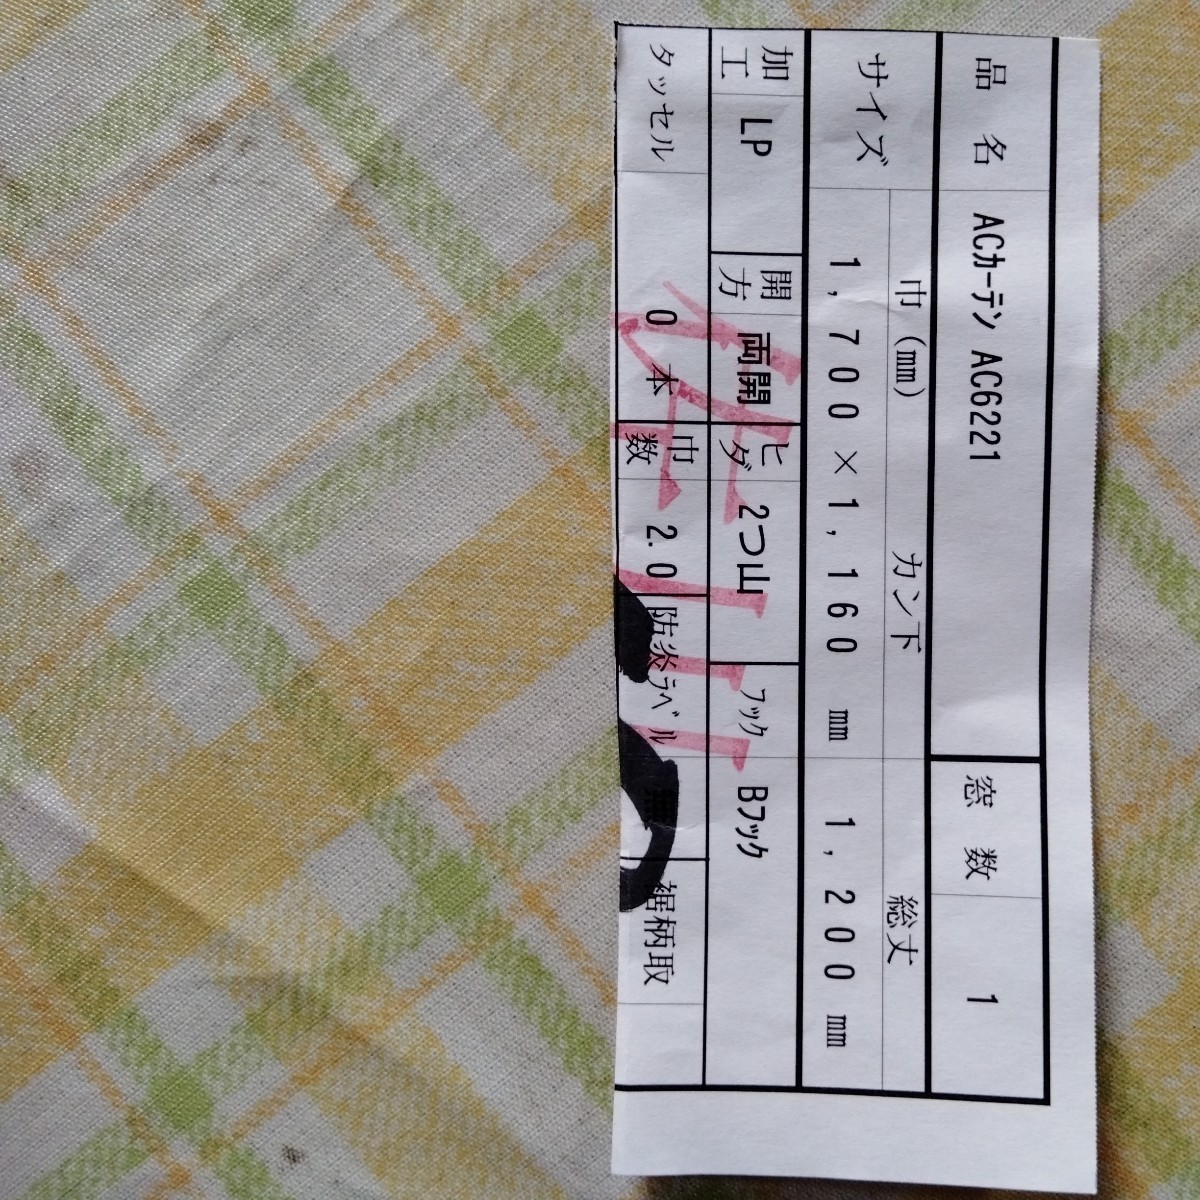 品 名 ACｶｰﾃﾝ AC6221 窓 数 1
サイズ 巾(mm) カン下 総丈
1,700×1,160 mm 1,200 mm
加工 LP 開方 両開 ヒダ 2つ山 ﾌｯｸ Bﾌｯｸ
タッセル 0 本 巾数 2.0 防炎ﾗﾍﾞﾙ 無 裾柄取